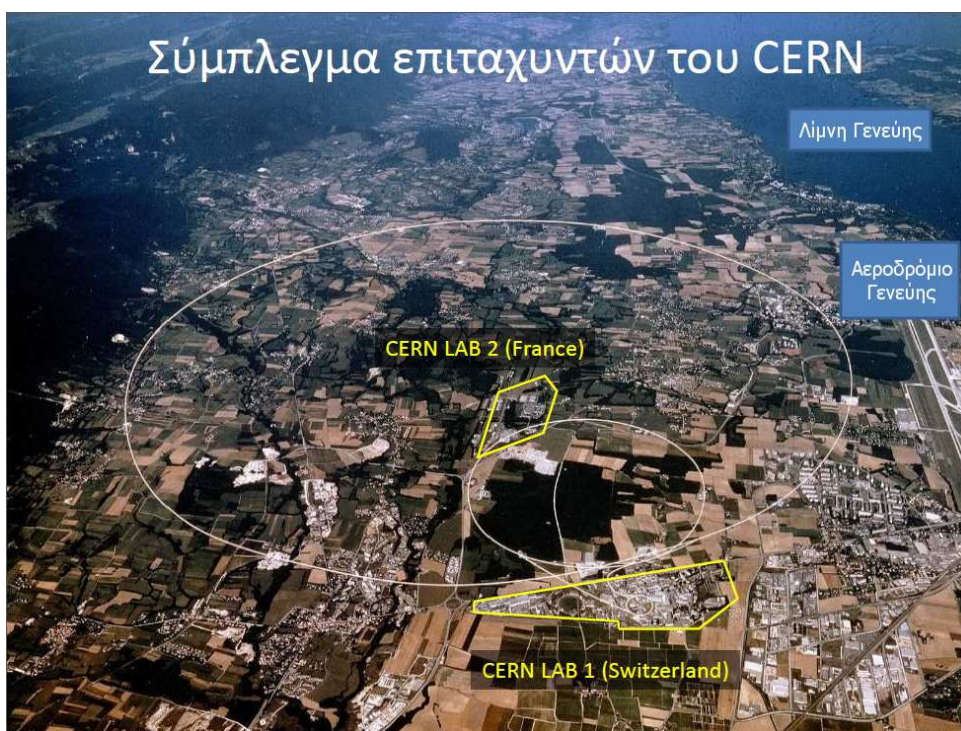 Σύμπλεγμα επιταχυντών του CERN
Λίμνη Γενεύης
Αεροδρόμιο
Γενεύης
CERN LAB 2 (France)
CERN LAB 1 (Switzerland)